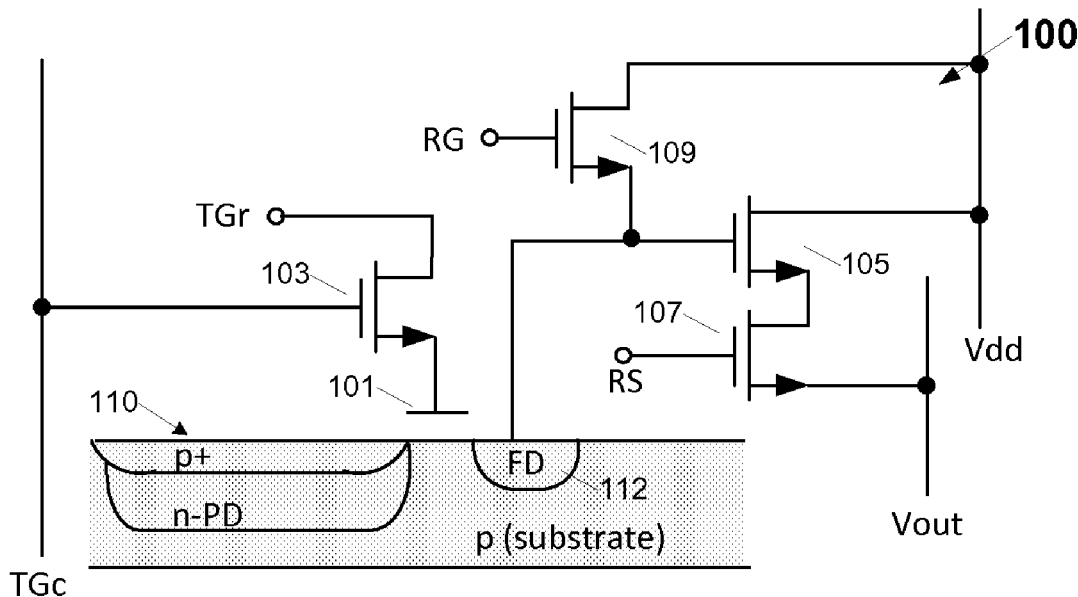 100
RG
109
TGr
103
105
107
RS
Vdd
101
110
p+
FD
112
n-PD
p (substrate)
Vout
TGc